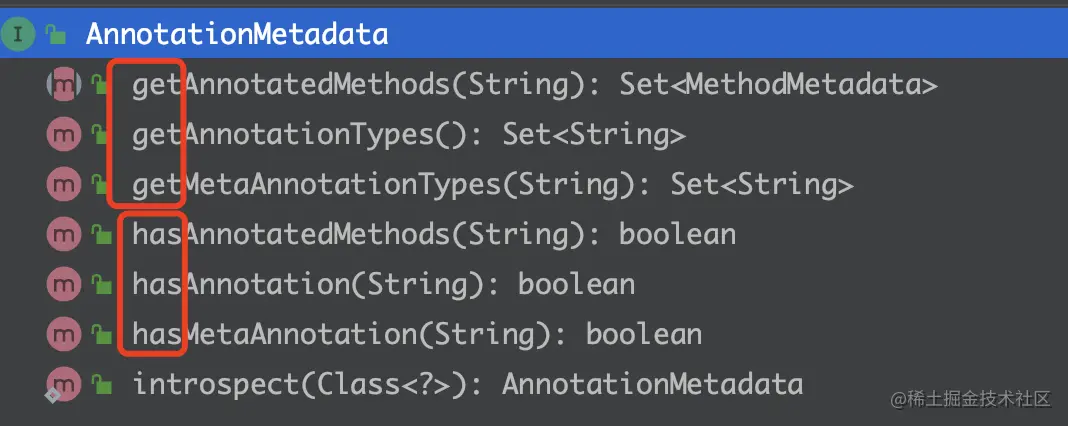 AnnotationMetadata
getAnnotatedMethods(String): Set<MethodMetadata>
getAnnotationTypes(): Set<String>
getMetaAnnotationTypes(String): Set<String>
hasAnnotatedMethods(String): boolean
hasAnnotation(String): boolean
hasMetaAnnotation(String): boolean
introspect(Class<?>): AnnotationMetadata
@稀土掘金技术社区